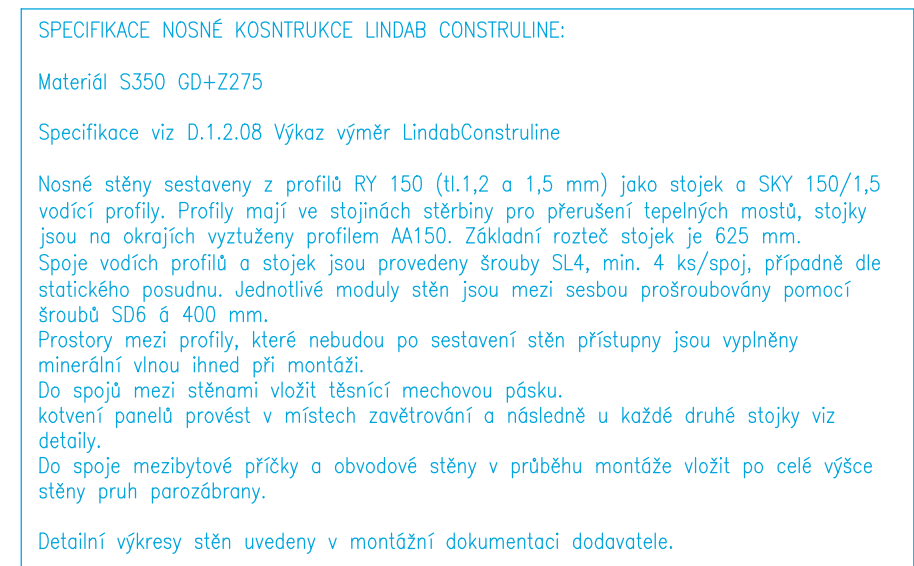 SPECIFIKACE NOSNÉ KOSNTRUKCE LINDAB CONSTRULINE:
Materiál S350 GD+Z275
Specifikace viz D.1.2.08 Výkaz výměr LindabConstruline
Nosné stěny sestaveny z profilů RY 150 (tl.1,2 a 1,5 mm) jako stojek a SKY 150/1,5
vodící profily. Profily mají ve stojinách stěrbiny pro přerušení tepelných mostů, stojky
jsou na okrajích vyztuženy profilem AA150. Základní rozteč stojek je 625 mm.
Spoje vodích profilů a stojek jsou provedeny šrouby SL4, min. 4 ks/spoj, případně dle
statického posudnu. Jednotlivé moduly stěn jsou mezi sesbou prošroubovány pomocí
šroubů SD6 á 400 mm.
Prostory mezi profily, které nebudou po sestavení stěn přístupny jsou vyplněny
minerální vlnou ihned při montáži.
Do spojů mezi stěnami vložit těsnící mechovou pásku.
kotvení panelů provést v místech zavětrování a následně u každé druhé stojky viz
detaily.
Do spoje mezibytové příčky a obvodové stěny v průběhu montáže vložit po celé výšce
stěny pruh parozábrany.
Detailní výkresy stěn uvedeny v montážní dokumentaci dodavatele.